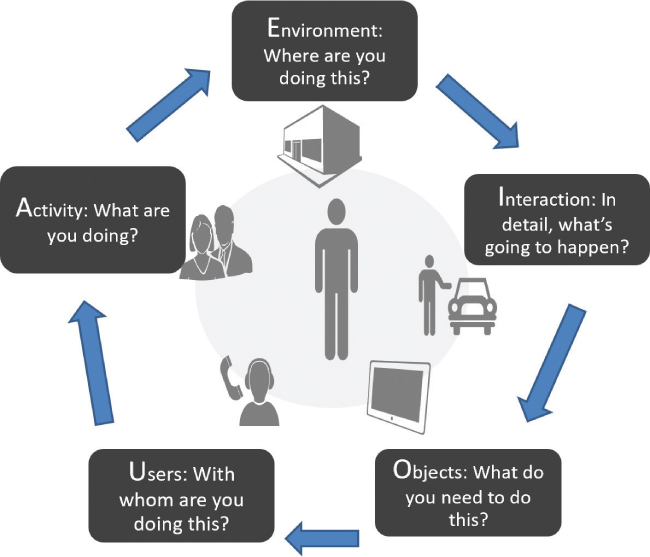 Environment:
Where are you
doing this?
Interaction: In
detail, what's
going to happen?
Objects: What do
you need to do
this?
Users: With
whom are you
doing this?
Activity: What are
you doing?